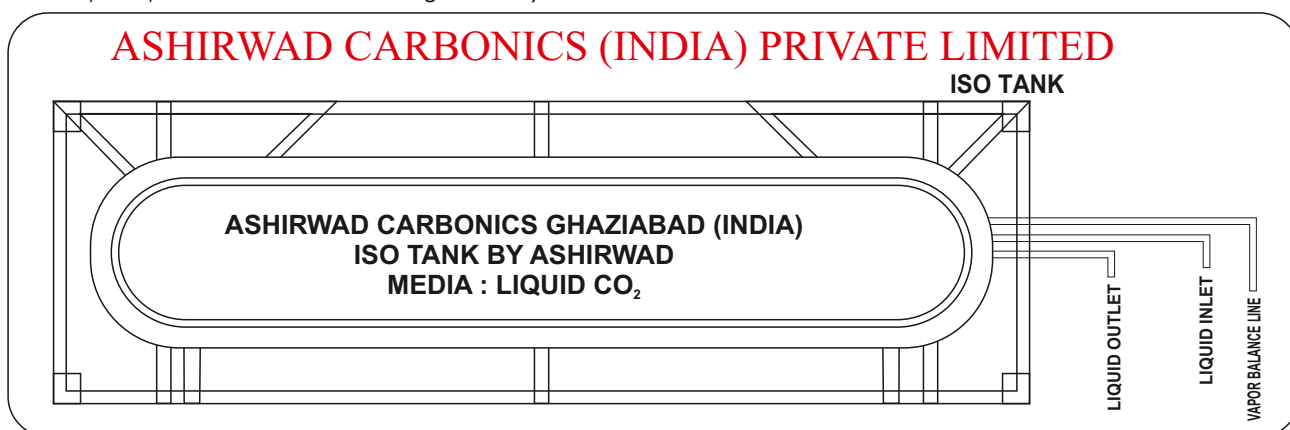 ASHIRWAD CARBONICS (INDIA) PRIVATE LIMITED
ISO TANK
ASHIRWAD CARBONICS GHAZIABAD (INDIA)
ISO TANK BY ASHIRWAD
MEDIA : LIQUID CO₂
LIQUID OUTLET
LIQUID INLET
VAPOR BALANCE LINE